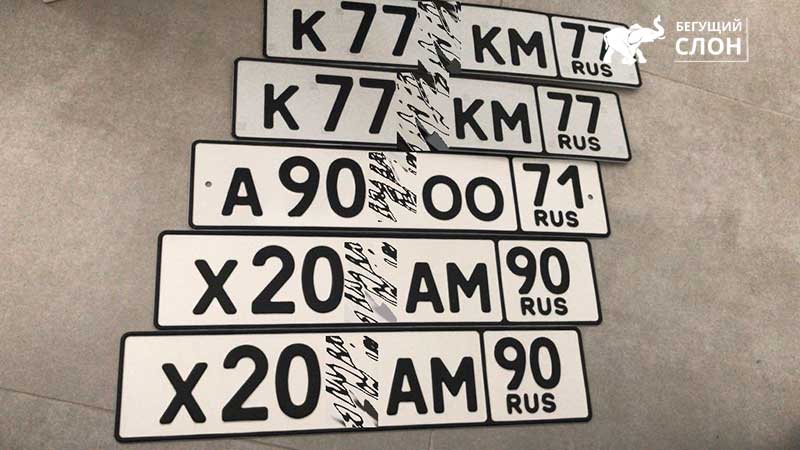 БЕГУЩИЙ
СЛОН
К 77 КМ 77
RUS
К 77 КМ 77
RUS
А 90 ОО 71
RUS
Х 20 АМ 90
RUS
Х 20 АМ 90
RUS